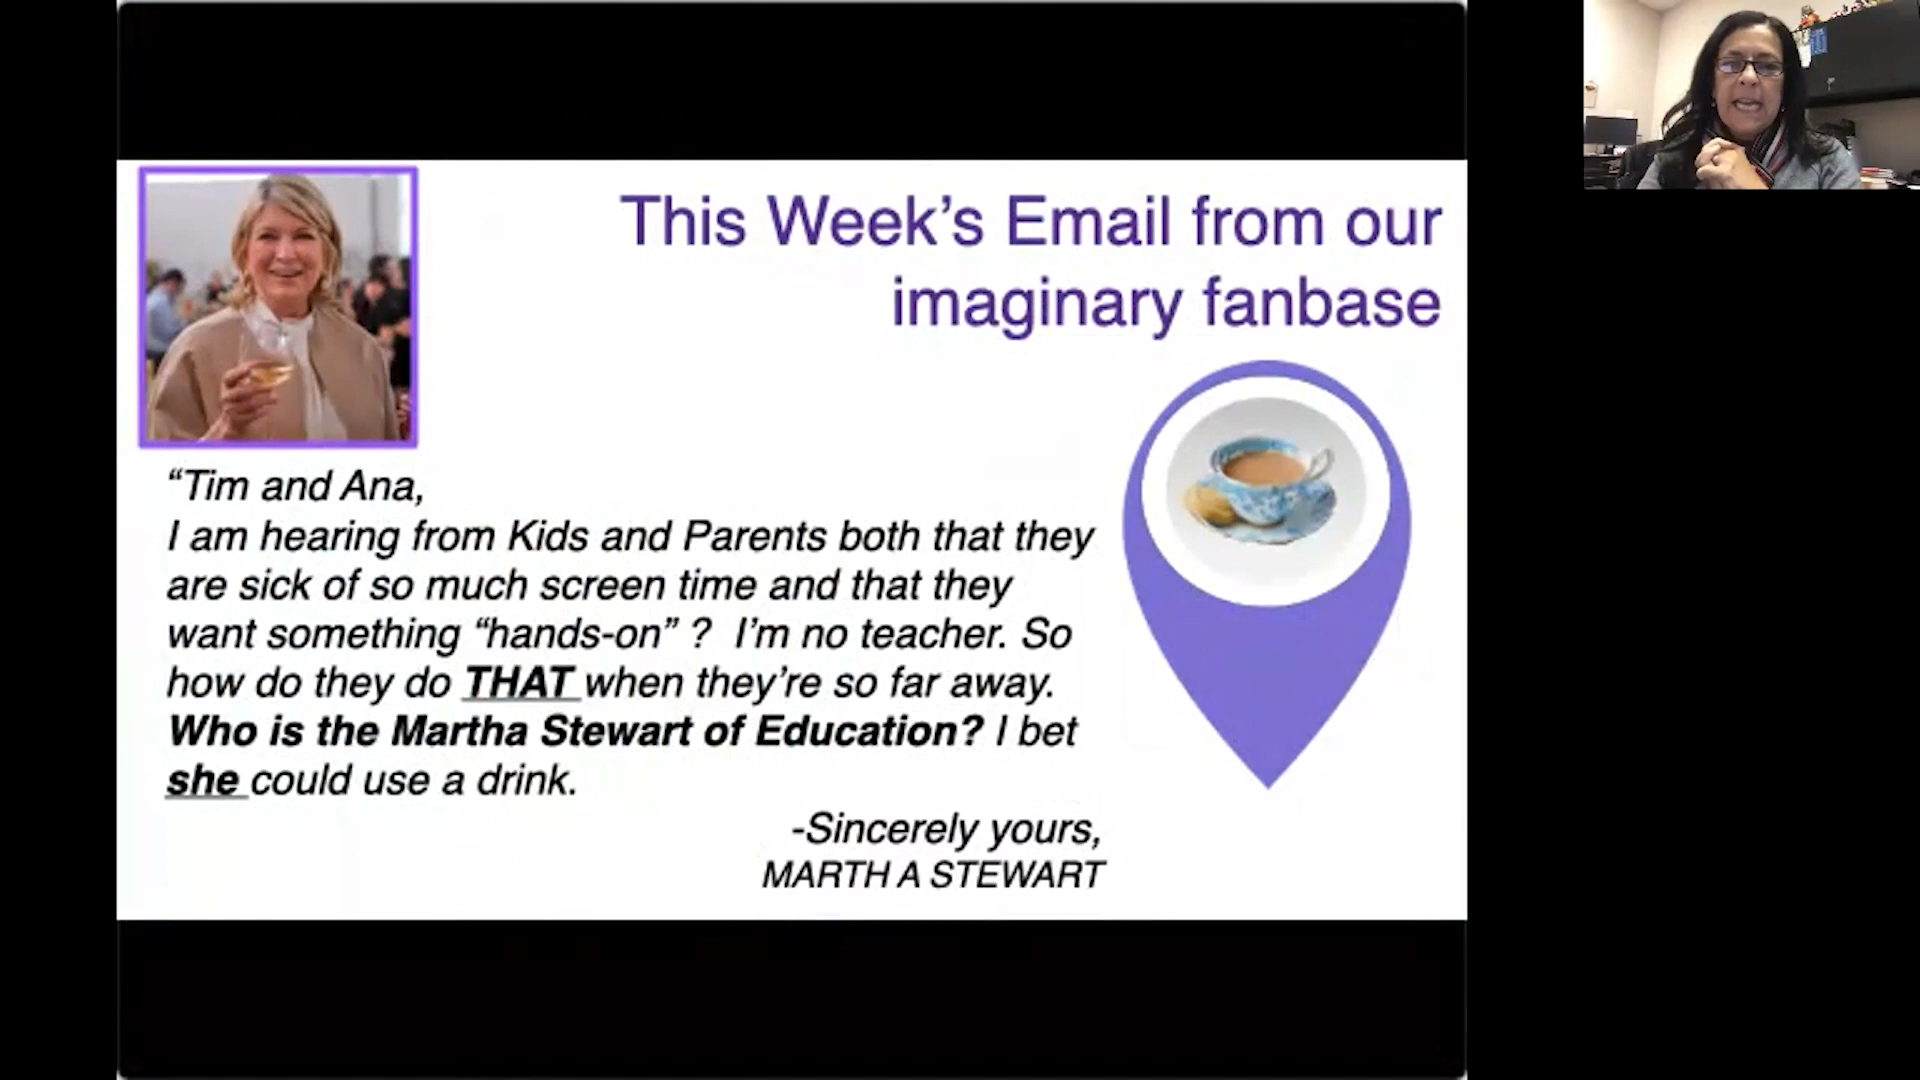 This Week’s Email from our
imaginary fanbase
“Tim and Ana,
I am hearing from Kids and Parents both that they
are sick of so much screen time and that they
want something “hands-on” ?  I’m no teacher. So
how do they do THAT when they’re so far away.
Who is the Martha Stewart of Education? I bet
she could use a drink.
-Sincerely yours,
MARTH A STEWART